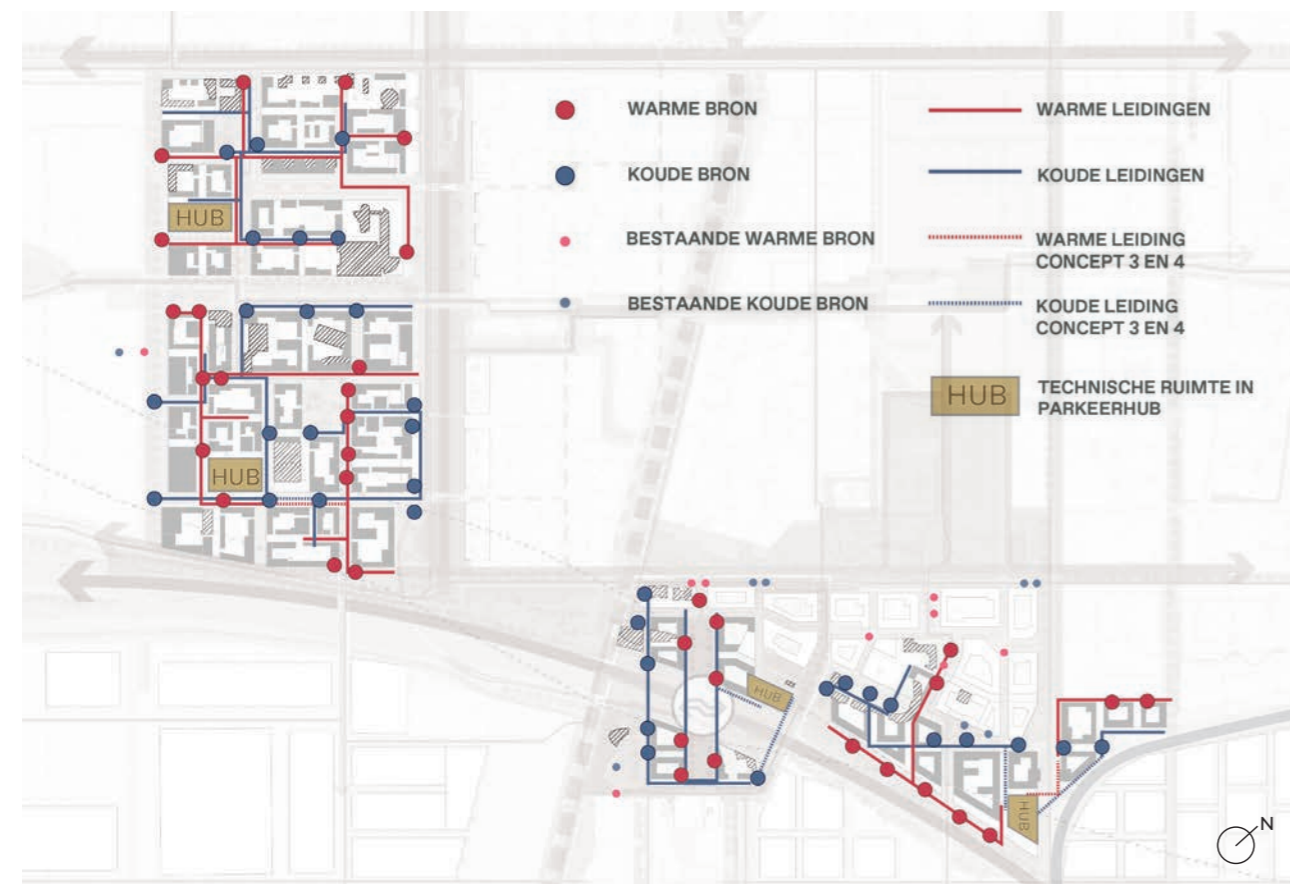 WARME BRON
WARME LEIDINGEN
KOUDE BRON
KOUDE LEIDINGEN
BESTAANDE WARME BRON
WARME LEIDING
CONCEPT 3 EN 4
BESTAANDE KOUDE BRON
KOUDE LEIDING
CONCEPT 3 EN 4
HUB
TECHNISCHE RUIMTE IN
PARKEERHUB
HUB
HUB
HUB
HUB
N